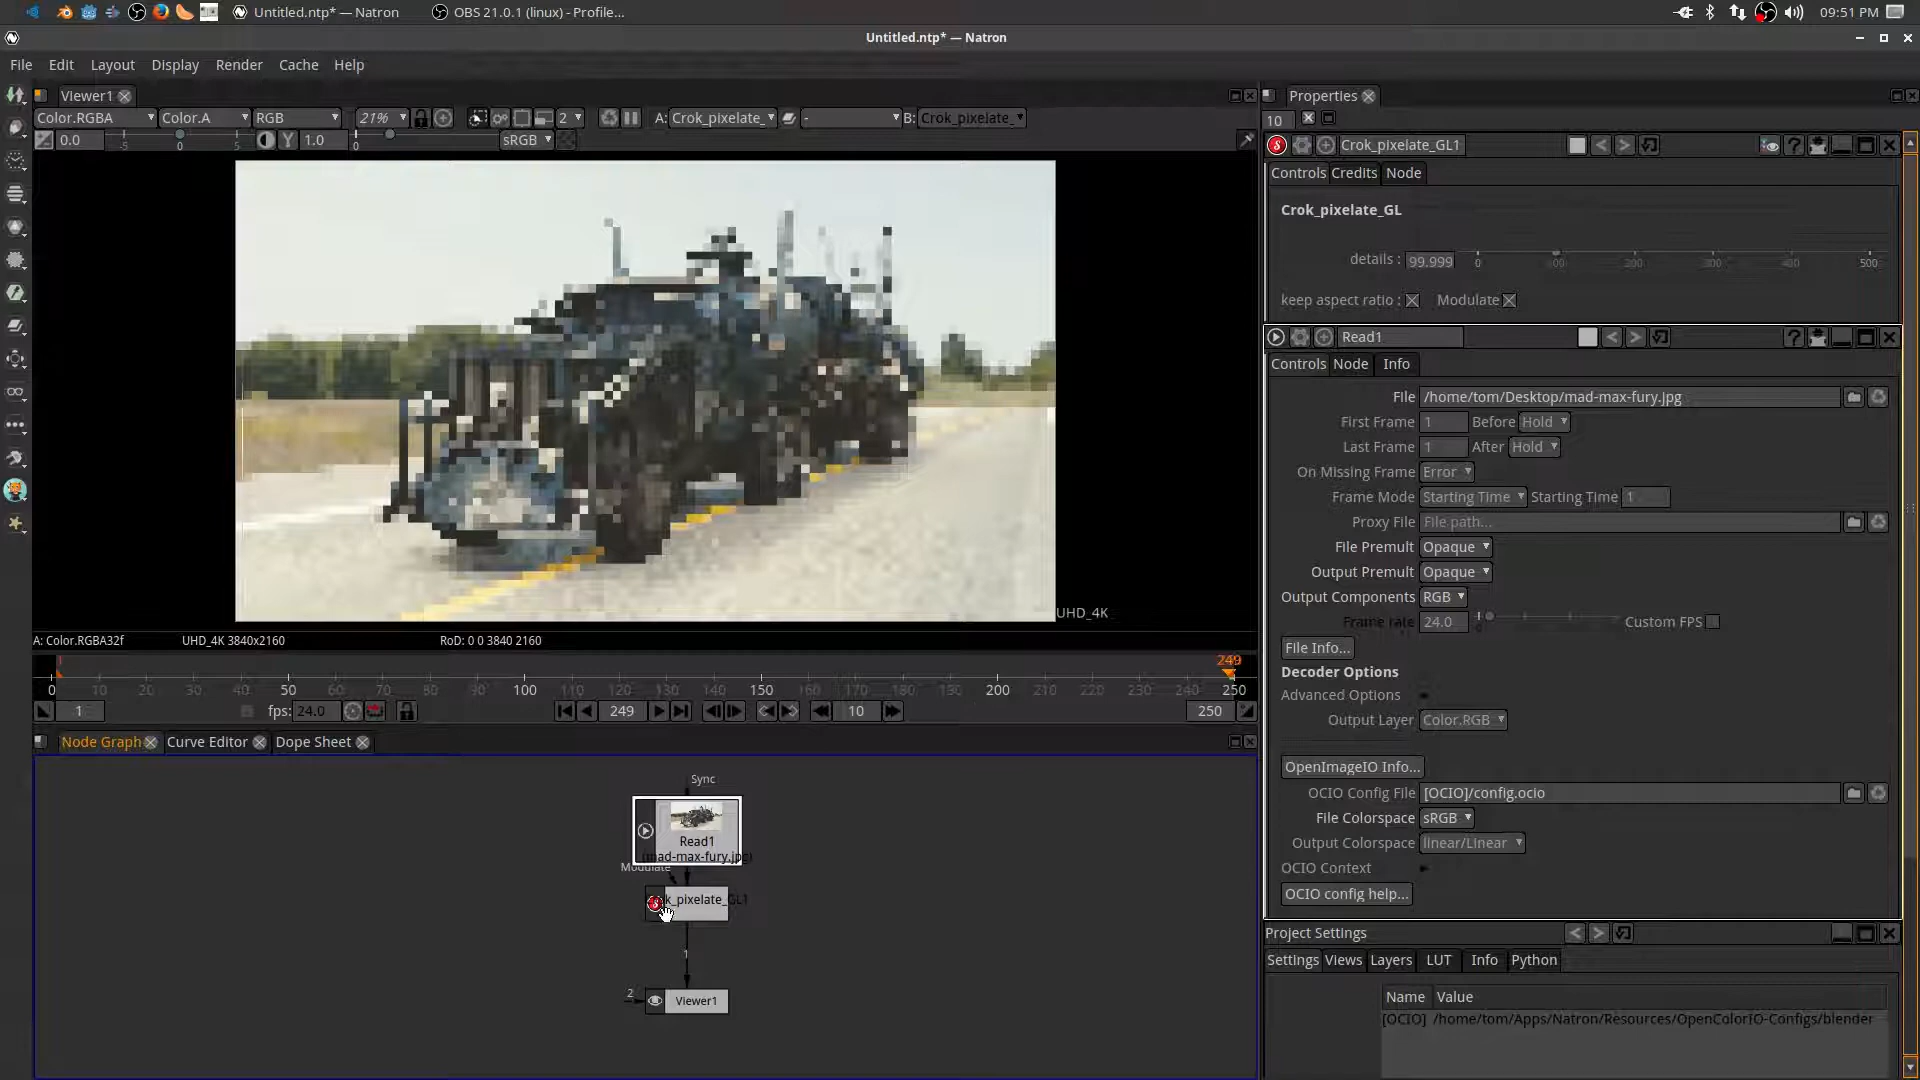 Untitled.ntp* — Natron
OBS 21.0.1 (linux) - Profile...
09:51 PM
Untitled.ntp* — Natron
File Edit Layout Display Render Cache Help
Viewer1
Color.RGBA Color.A RGB 21% 2 A: Crok_pixelate_ - B: Crok_pixelate_
0.0 -5 0 5 Y 1.0 0 sRGB
UHD_4K
A: Color.RGBA32f UHD_4K 3840x2160 RoD: 0 0 3840 2160
1 249
0 10 20 30 40 50 60 70 80 90 100 110 120 130 140 150 160 170 180 190 200 210 220 230 240 250
1 fps: 24.0 249 10 250
Node Graph Curve Editor Dope Sheet
Sync
Read1
(mad-max-fury.jpg)
Modulate
k_pixelate_GL1
1
2 Viewer1
Properties
10
Crok_pixelate_GL1
Controls Credits Node
Crok_pixelate_GL
details : 99.999 0 100 200 300 400 500
keep aspect ratio : Modulate
Read1
Controls Node Info
File /home/tom/Desktop/mad-max-fury.jpg
First Frame 1 Before Hold
Last Frame 1 After Hold
On Missing Frame Error
Frame Mode Starting Time Starting Time 1
Proxy File File path...
File Premult Opaque
Output Premult Opaque
Output Components RGB
Frame rate 24.0 0 Custom FPS
File Info...
Decoder Options
Advanced Options
Output Layer Color.RGB
OpenImageIO Info...
OCIO Config File [OCIO]/config.ocio
File Colorspace sRGB
Output Colorspace linear/Linear
OCIO Context
OCIO config help...
Project Settings
Settings Views Layers LUT Info Python
Name Value
[OCIO] /home/tom/Apps/Natron/Resources/OpenColorIO-Configs/blender